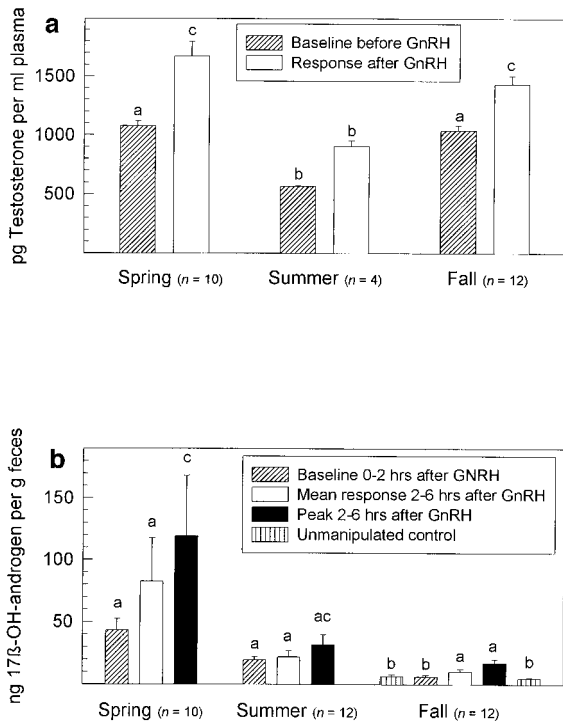 a
Baseline before GnRH
Response after GnRH
pg Testosterone per ml plasma
1500
1000
500
a
c
b
b
a
c
Spring (n = 10)
Summer (n = 4)
Fall (n = 12)
b
Baseline 0-2 hrs after GNRH
Mean response 2-6 hrs after GnRH
Peak 2-6 hrs after GnRH
Unmanipulated control
ng 17ß-OH-androgen per g feces
150
100
50
a
a
c
a
a
ac
b
b
a
a
b
Spring (n = 10)
Summer (n = 12)
Fall (n = 12)